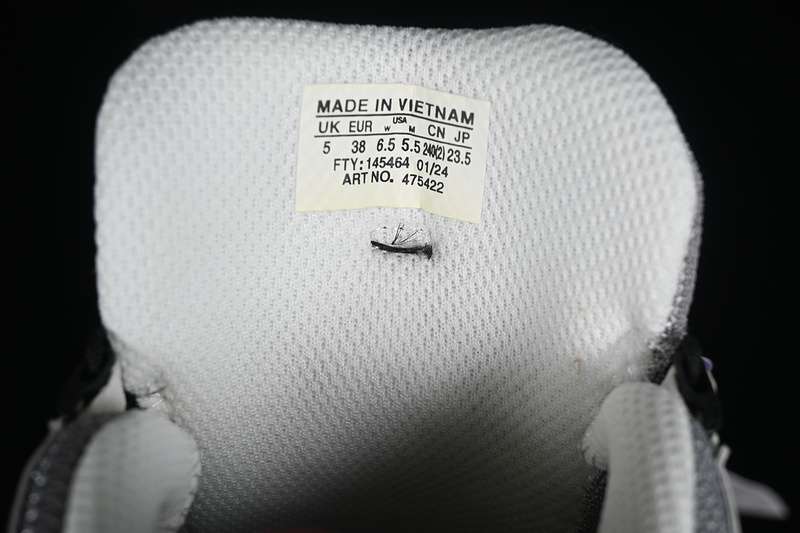 MADE IN VIETNAM
UK EUR W USA M CN JP
5 38 6.5 5.5 240(2) 23.5
FTY: 145464 01/24
ART NO. 475422